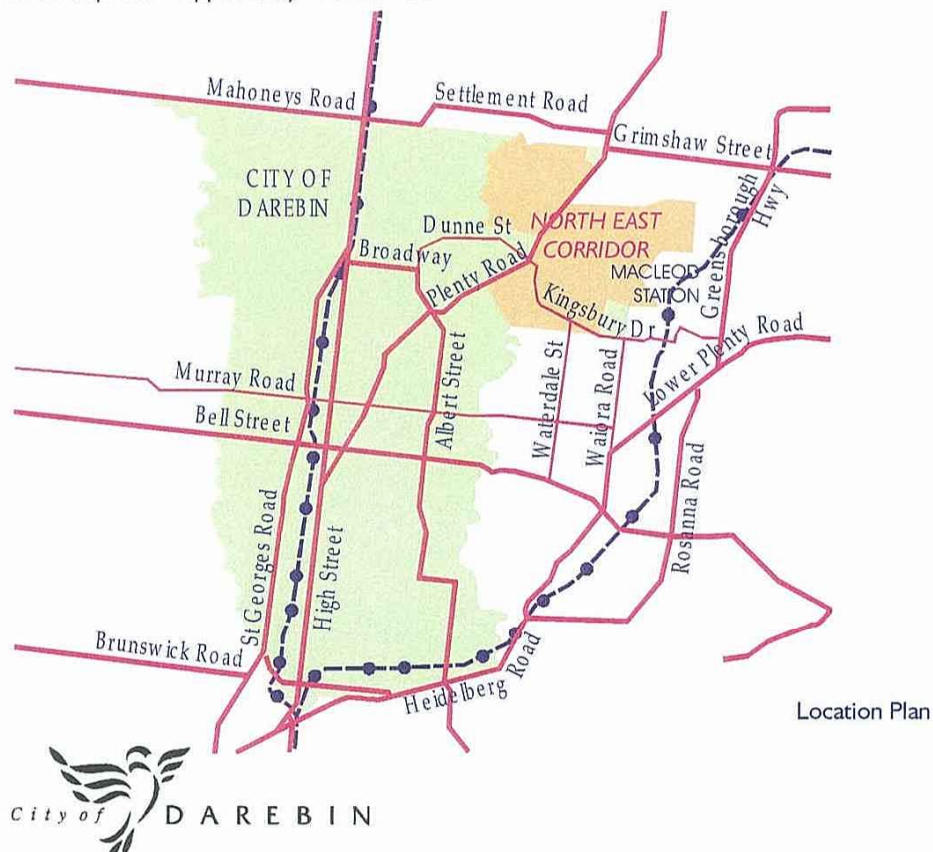 Mahoneys Road
Settlement Road
Grimshaw Street
CITY OF
DAREBIN
Dunne St
NORTH EAST
CORRIDOR
Broadway
MACLEOD
STATION
Greensborough
Hwy
Plenty Road
Kingsbury Dr
Lower Plenty Road
Murray Road
Bell Street
Albert Street
Waterdale St
Waiora Road
Rosanna Road
St Georges Road
High Street
Brunswick Road
Heidelberg Road
Location Plan
City of DAREBIN